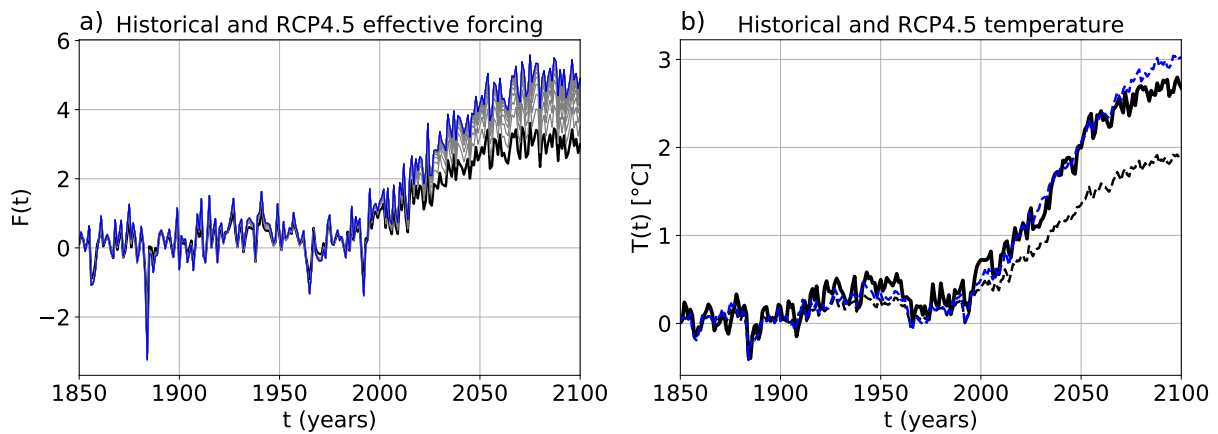 a) Historical and RCP4.5 effective forcing
6
4
2
0
−2
F(t)
1850 1900 1950 2000 2050 2100
t (years)
b) Historical and RCP4.5 temperature
3
2
1
0
T(t) [°C]
1850 1900 1950 2000 2050 2100
t (years)